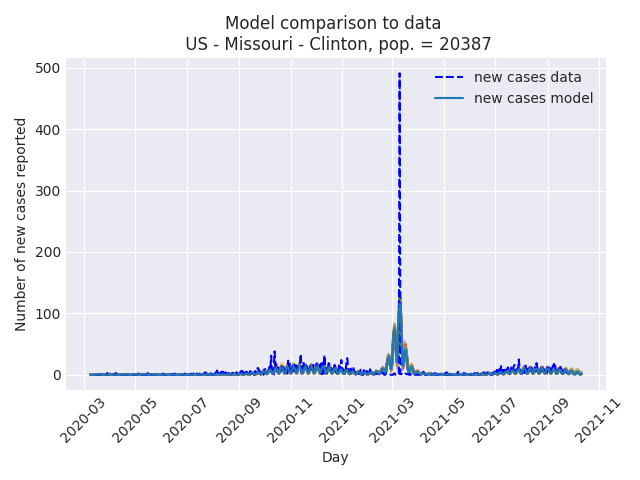 Model comparison to data
US - Missouri - Clinton, pop. = 20387
500
400
300
200
100
0
Number of new cases reported
new cases data
new cases model
2020-03
2020-05
2020-07
2020-09
2020-11
2021-01
2021-03
2021-05
2021-07
2021-09
2021-11
Day